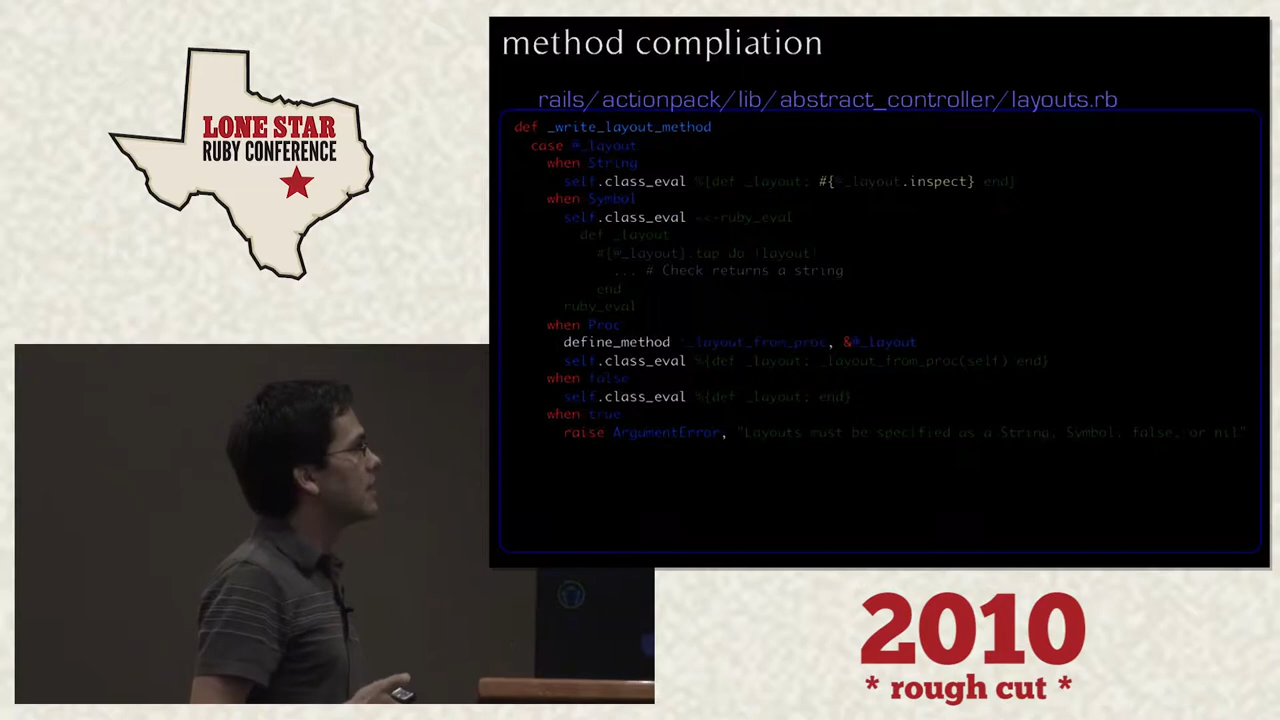 LONE STAR
RUBY CONFERENCE
method compliation
rails/actionpack/lib/abstract_controller/layouts.rb
def _write_layout_method
case @_layout
when String
self.class_eval %{def _layout; #{@_layout.inspect} end}
when Symbol
self.class_eval <<-ruby_eval
def _layout
#{@_layout}.tap do |layout|
... # Check returns a string
end
ruby_eval
when Proc
define_method :_layout_from_proc, &@_layout
self.class_eval %{def _layout; _layout_from_proc(self) end}
when false
self.class_eval %{def _layout; end}
when true
raise ArgumentError, "Layouts must be specified as a String, Symbol, false, or nil"
2010
* rough cut *